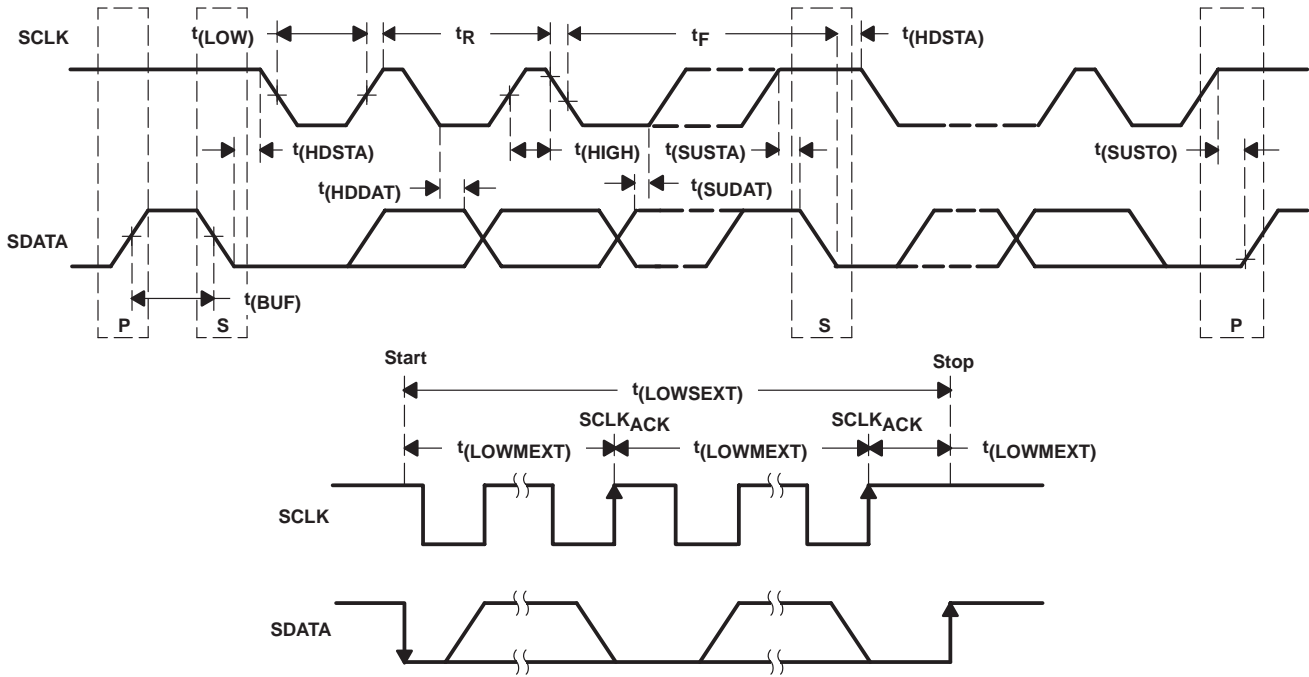 SCLK
t(LOW)
tR
tF
t(HDSTA)
t(HDSTA)
t(HIGH)
t(SUSTA)
t(SUSTO)
t(HDDAT)
t(SUDAT)
SDATA
t(BUF)
P
S
S
P
Start
Stop
t(LOWSEXT)
SCLKACK
SCLKACK
t(LOWMEXT)
t(LOWMEXT)
t(LOWMEXT)
SCLK
SDATA